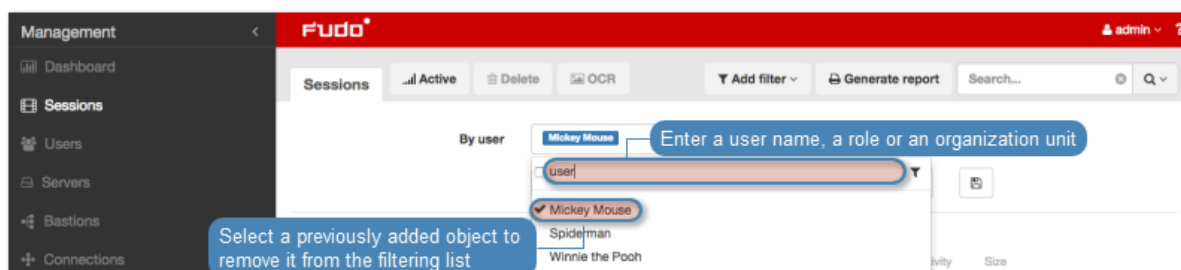 Management
Fudo
admin
?
Dashboard
Sessions
Active
Delete
OCR
Add filter
Generate report
Search...
Sessions
By user
Mickey Mouse
Enter a user name, a role or an organization unit
Users
user
Servers
Mickey Mouse
Bastions
Select a previously added object to
remove it from the filtering list
Spiderman
Winnie the Pooh
Connections
Size